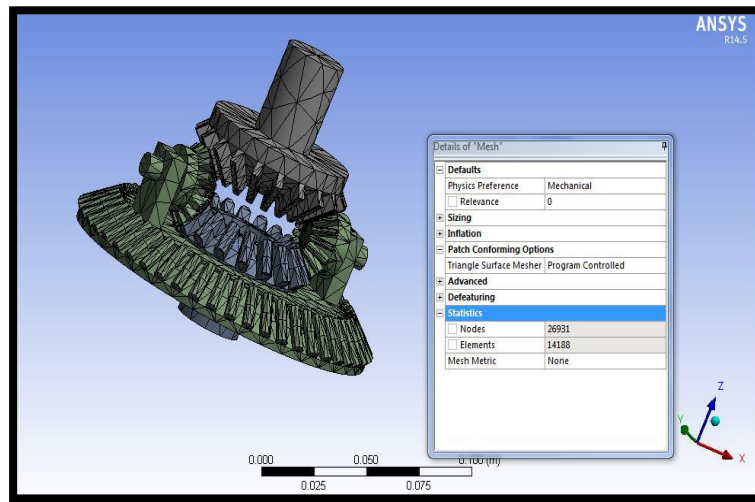 ANSYS
R14.5
Details of "Mesh"
Defaults
Physics Preference Mechanical
Relevance 0
Sizing
Inflation
Patch Conforming Options
Triangle Surface Mesher Program Controlled
Advanced
Defeaturing
Statistics
Nodes 26931
Elements 14188
Mesh Metric None
Z
Y
X
0.000 0.050 0.100 (m)
0.025 0.075